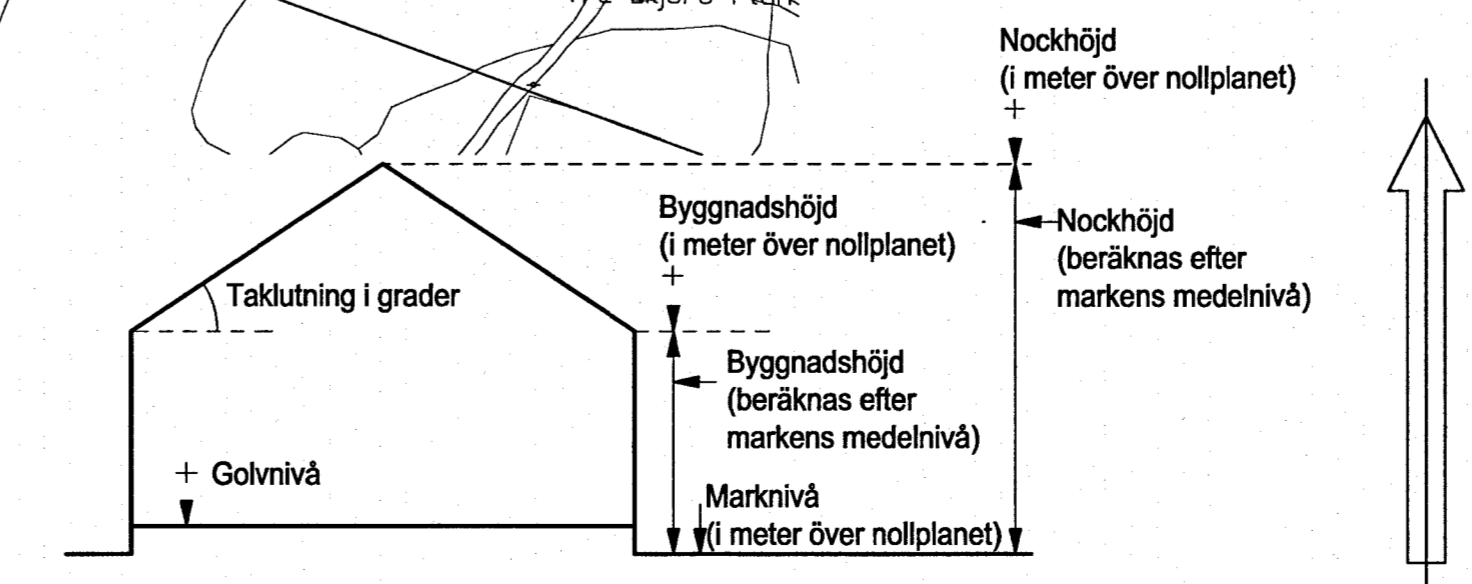 Nockhöjd
(i meter över nollplanet)
+
Byggnadshöjd
(i meter över nollplanet)
+
Nockhöjd
(beräknas efter
markens medelnivå)
Taklutning i grader
Byggnadshöjd
(beräknas efter
markens medelnivå)
+ Golvnivå
Marknivå
(i meter över nollplanet)